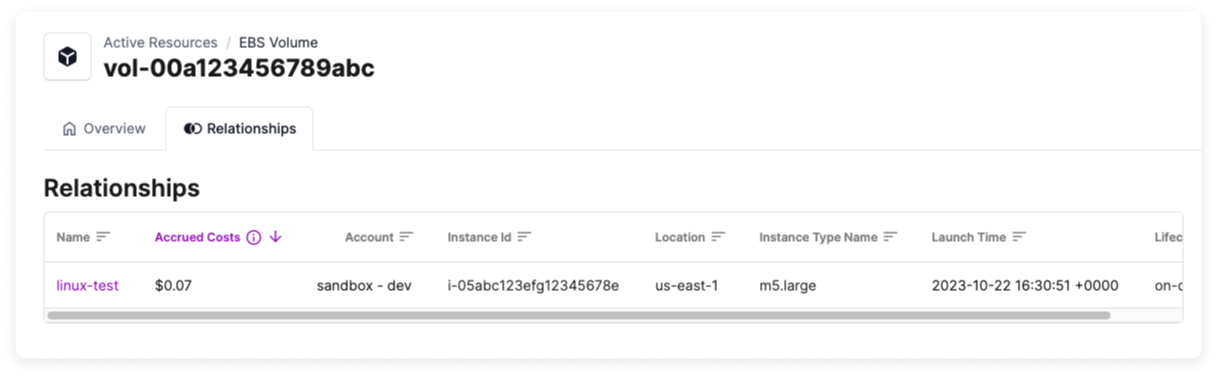 Active Resources / EBS Volume
vol-00a123456789abc
Overview Relationships
Relationships
Name Accrued Costs Account Instance Id Location Instance Type Name Launch Time Lifec
linux-test $0.07 sandbox - dev i-05abc123efg12345678e us-east-1 m5.large 2023-10-22 16:30:51 +0000 on-c